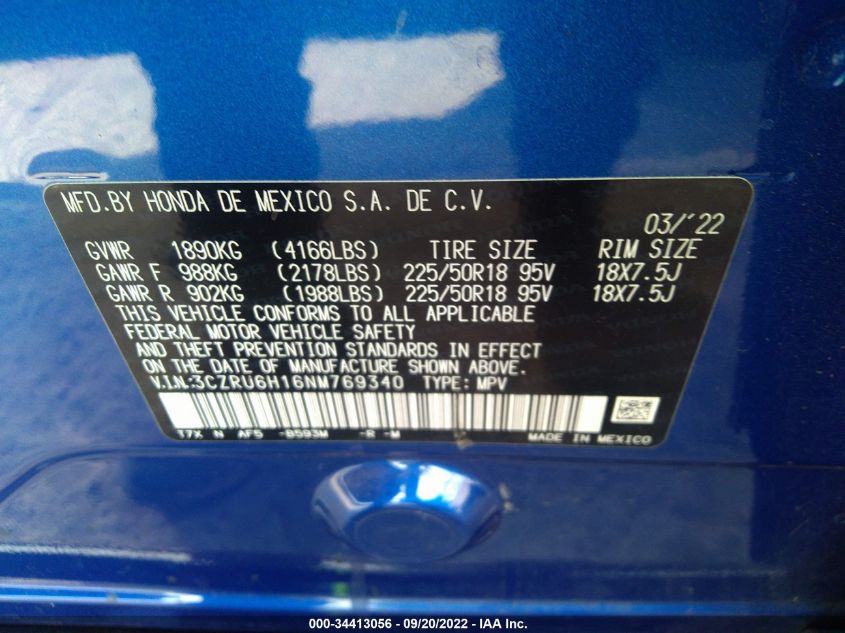 MFD.BY HONDA DE MEXICO S.A. DE C.V.
03/'22
GVWR 1890KG (4166LBS) TIRE SIZE RIM SIZE
GAWR F 988KG (2178LBS) 225/50R18 95V 18X7.5J
GAWR R 902KG (1988LBS) 225/50R18 95V 18X7.5J
THIS VEHICLE CONFORMS TO ALL APPLICABLE
FEDERAL MOTOR VEHICLE SAFETY
AND THEFT PREVENTION STANDARDS IN EFFECT
ON THE DATE OF MANUFACTURE SHOWN ABOVE.
V.I.N:3CZRU6H16NM769340 TYPE: MPV
T7X N AF5 -B593M -R -M
MADE IN MEXICO
000-34413056 - 09/20/2022 - IAA Inc.